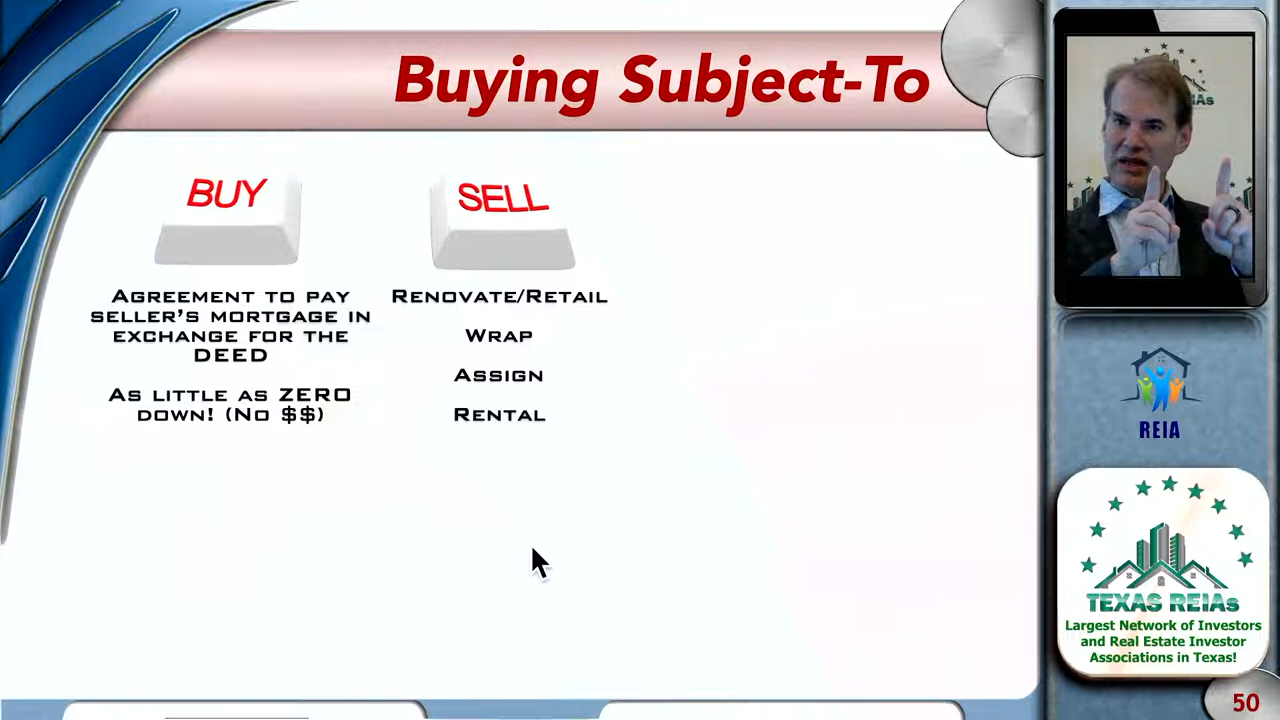 Buying Subject-To
BUY
SELL
AGREEMENT TO PAY
SELLER'S MORTGAGE IN
EXCHANGE FOR THE
DEED
AS LITTLE AS ZERO
DOWN! (NO $$)
RENOVATE/RETAIL
WRAP
ASSIGN
RENTAL
IAs
REIA
TEXAS REIAs
Largest Network of Investors
and Real Estate Investor
Associations in Texas!
50